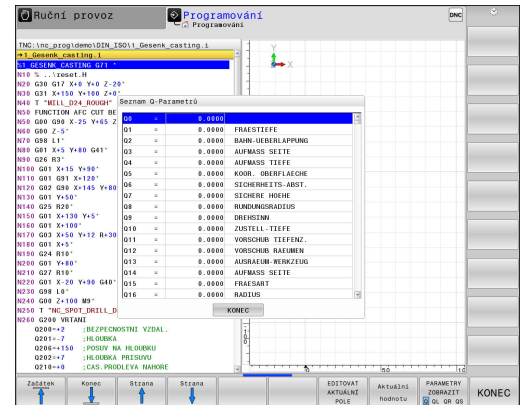 Ruční provoz
Programování
Programování
DNC
TNC:\nc_prog\demo\DIN_ISO\1_Gesenk_casting.i
→1_Gesenk_casting.i
%1_GESENK_CASTING G71 *
N10 % ..\reset.H
N20 G30 G17 X+0 Y+0 Z-20*
N30 G31 X+150 Y+100 Z+0*
N40 T "MILL_D24_ROUGH"
N50 FUNCTION AFC CUT BE
N50 G00 G90 X-25 Y+65 Z
N60 G00 Z-5*
N70 G98 L1*
N80 G01 X+5 Y+80 G41*
N90 G26 R3*
N100 G01 X+15 Y+90*
N110 G01 G91 X+120*
N120 G02 G90 X+145 Y+80
N130 G01 Y+50*
N140 G25 R20*
N150 G01 X+130 Y+5*
N160 G01 X+100*
N170 G03 X+50 Y+12 R+30
N180 G01 X+5*
N190 G24 R10*
N200 G01 Y+80*
N210 G27 R10*
N220 G01 X-20 Y+90 G40*
N230 G98 L0*
N240 G00 Z+100 M9*
N250 T "NC_SPOT_DRILL_D
N260 G200 VRTANI
Q200=+2 ;BEZPECNOSTNI VZDAL.
Q201=-7 ;HLOUBKA
Q206=+150 ;POSUV NA HLOUBKU
Q202=+7 ;HLOUBKA PRISUVU
Q210=+0 ;CAS.PRODLEVA NAHORE
Y
X
Seznam Q-Parametrů
Q0 = 0.0000
Q1 = 0.0000 FRAESTIEFE
Q2 = 0.0000 BAHN-UEBERLAPPUNG
Q3 = 0.0000 AUFMASS SEITE
Q4 = 0.0000 AUFMASS TIEFE
Q5 = 0.0000 KOOR. OBERFLAECHE
Q6 = 0.0000 SICHERHEITS-ABST.
Q7 = 0.0000 SICHERE HOEHE
Q8 = 0.0000 RUNDUNGSRADIUS
Q9 = 0.0000 DREHSINN
Q10 = 0.0000 ZUSTELL-TIEFE
Q11 = 0.0000 VORSCHUB TIEFENZ.
Q12 = 0.0000 VORSCHUB RAEUMEN
Q13 = 0.0000 AUSRAEUM-WERKZEUG
Q14 = 0.0000 AUFMASS SEITE
Q15 = 0.0000 FRAESART
Q16 = 0.0000 RADIUS
KONEC
Začátek
Konec
Strana
Strana
EDITOVAT
AKTUÁLNÍ
POLE
Aktuální
hodnotu
PARAMETRY
ZOBRAZIT
Q QL QR QS
KONEC